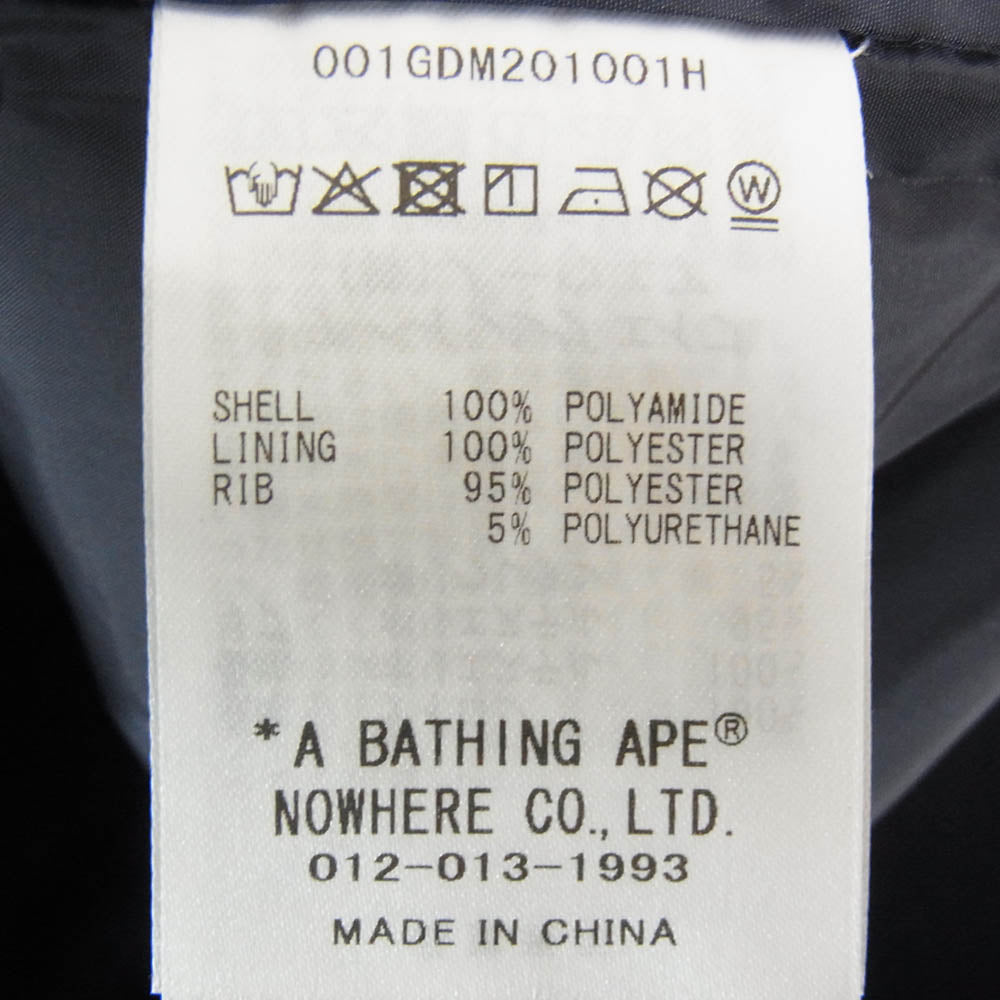 001GDM201001H
W
SHELL 100% POLYAMIDE
LINING 100% POLYESTER
RIB 95% POLYESTER
5% POLYURETHANE
*A BATHING APE®
NOWHERE CO., LTD.
012-013-1993
MADE IN CHINA